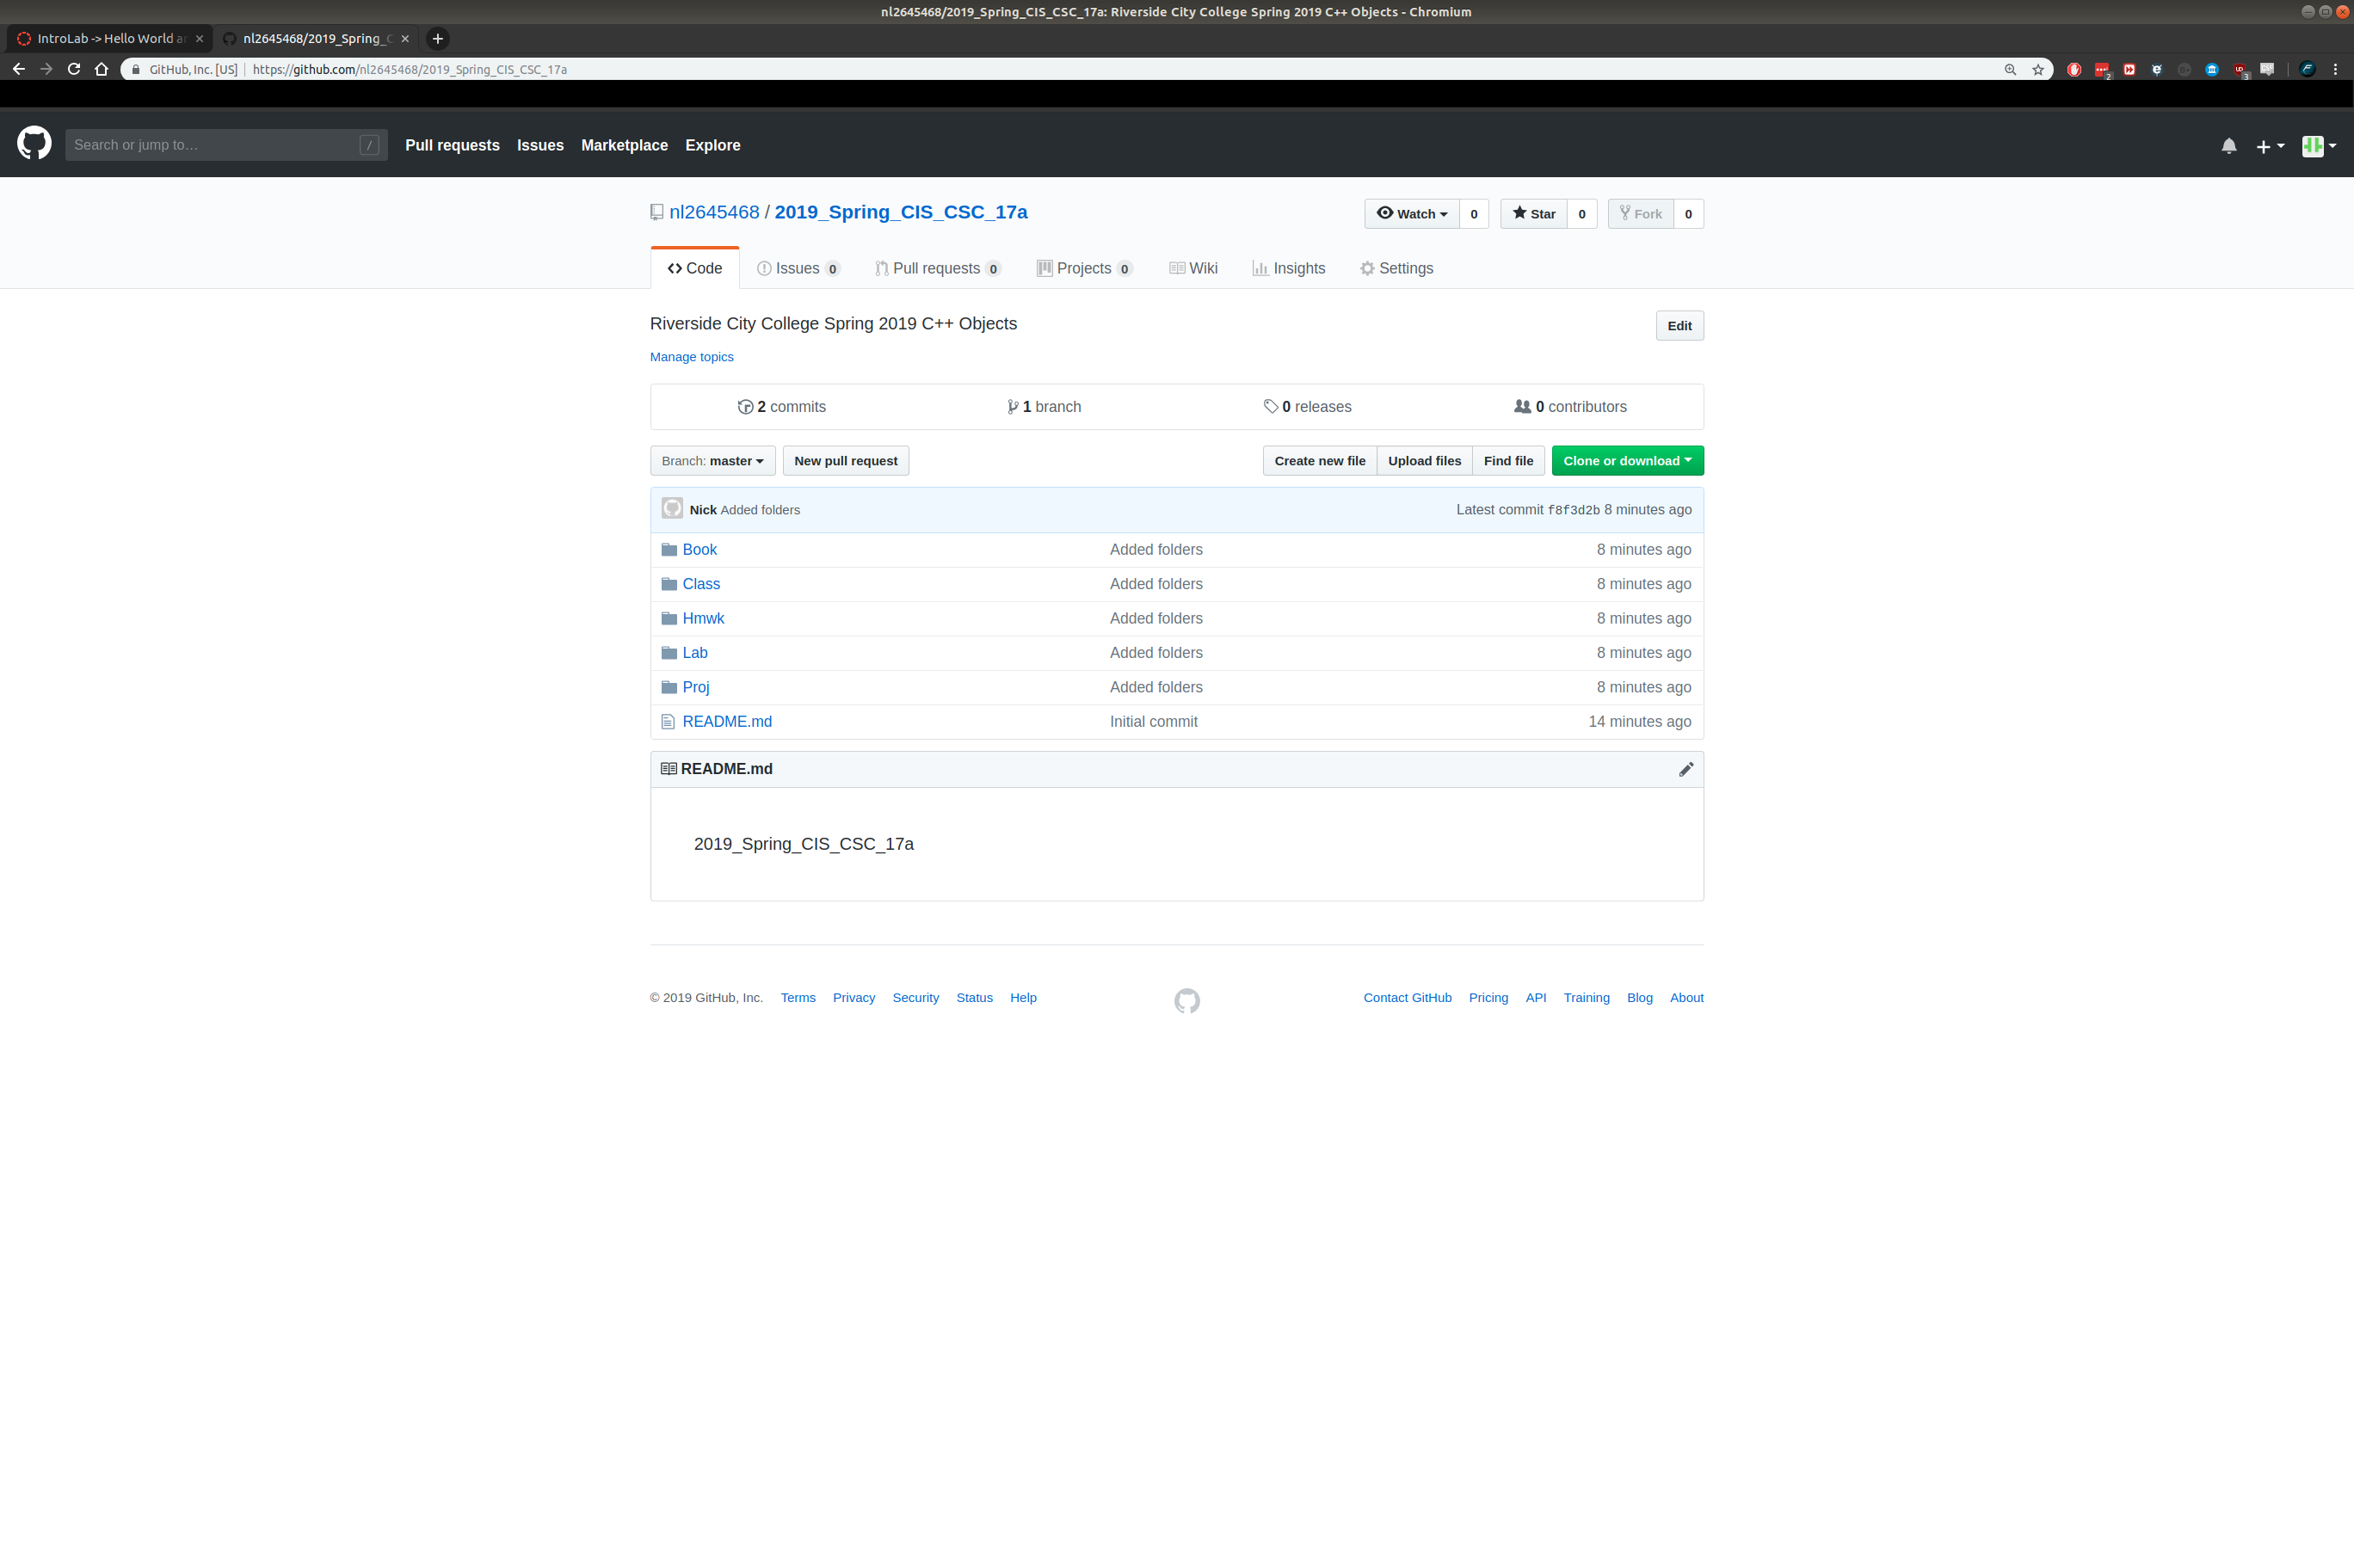 nl2645468/2019_Spring_CIS_CSC_17a: Riverside City College Spring 2019 C++ Objects - Chromium
IntroLab -> Hello World ar
nl2645468/2019_Spring_C
GitHub, Inc. [US] | https://github.com/nl2645468/2019_Spring_CIS_CSC_17a
2
3
Search or jump to… /
Pull requests Issues Marketplace Explore
nl2645468 / 2019_Spring_CIS_CSC_17a
Watch 0 Star 0 Fork 0
Code Issues 0 Pull requests 0 Projects 0 Wiki Insights Settings
Riverside City College Spring 2019 C++ Objects
Edit
Manage topics
2 commits 1 branch 0 releases 0 contributors
Branch: master New pull request Create new file Upload files Find file Clone or download
Nick Added folders Latest commit f8f3d2b 8 minutes ago
Book Added folders 8 minutes ago
Class Added folders 8 minutes ago
Hmwk Added folders 8 minutes ago
Lab Added folders 8 minutes ago
Proj Added folders 8 minutes ago
README.md Initial commit 14 minutes ago
README.md
2019_Spring_CIS_CSC_17a
© 2019 GitHub, Inc. Terms Privacy Security Status Help Contact GitHub Pricing API Training Blog About